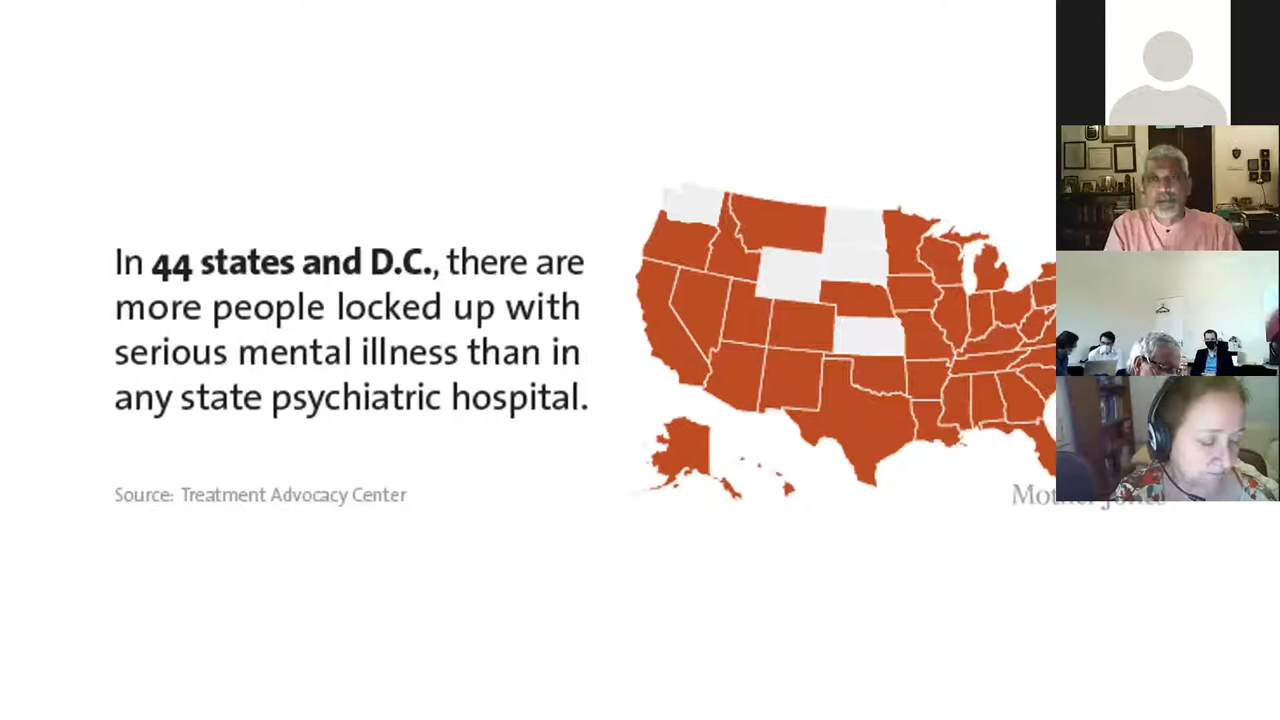 In 44 states and D.C., there are
more people locked up with
serious mental illness than in
any state psychiatric hospital.
Source: Treatment Advocacy Center